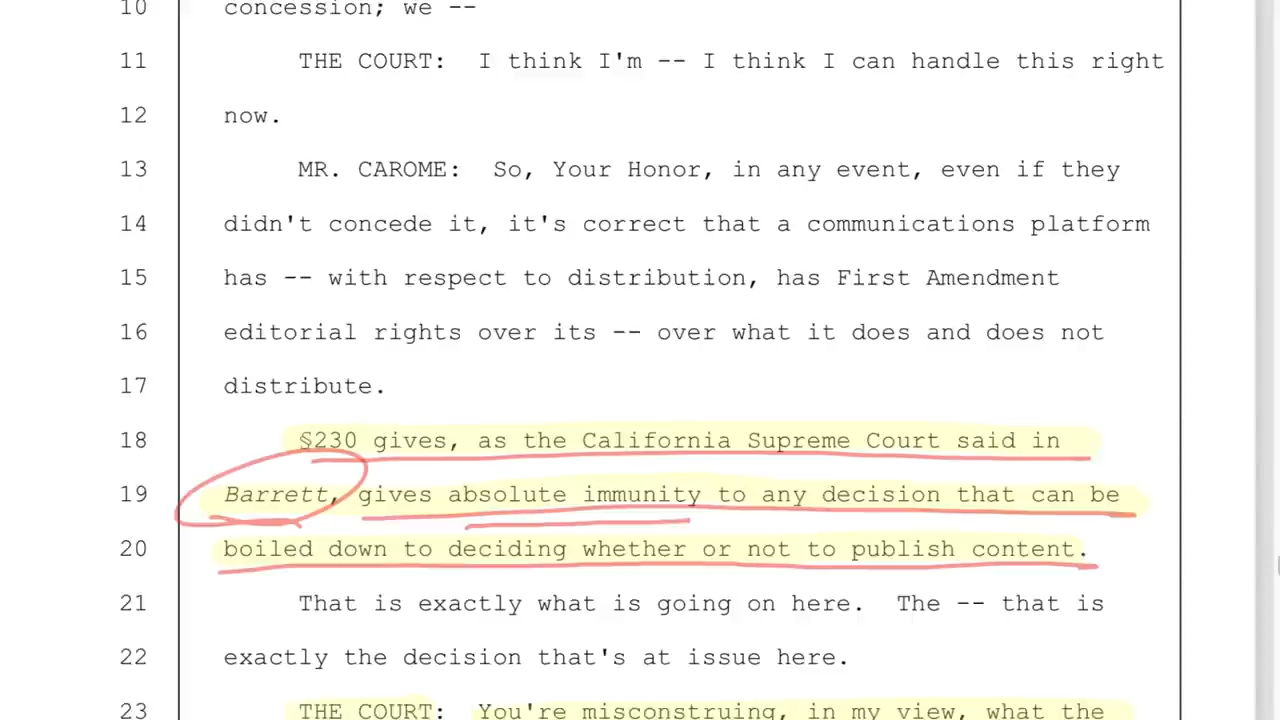 10 concession; we --
11 THE COURT: I think I'm -- I think I can handle this right
12 now.
13 MR. CAROME: So, Your Honor, in any event, even if they
14 didn't concede it, it's correct that a communications platform
15 has -- with respect to distribution, has First Amendment
16 editorial rights over its -- over what it does and does not
17 distribute.
18 §230 gives, as the California Supreme Court said in
19 Barrett, gives absolute immunity to any decision that can be
20 boiled down to deciding whether or not to publish content.
21 That is exactly what is going on here. The -- that is
22 exactly the decision that's at issue here.
23 THE COURT: You're misconstruing, in my view, what the